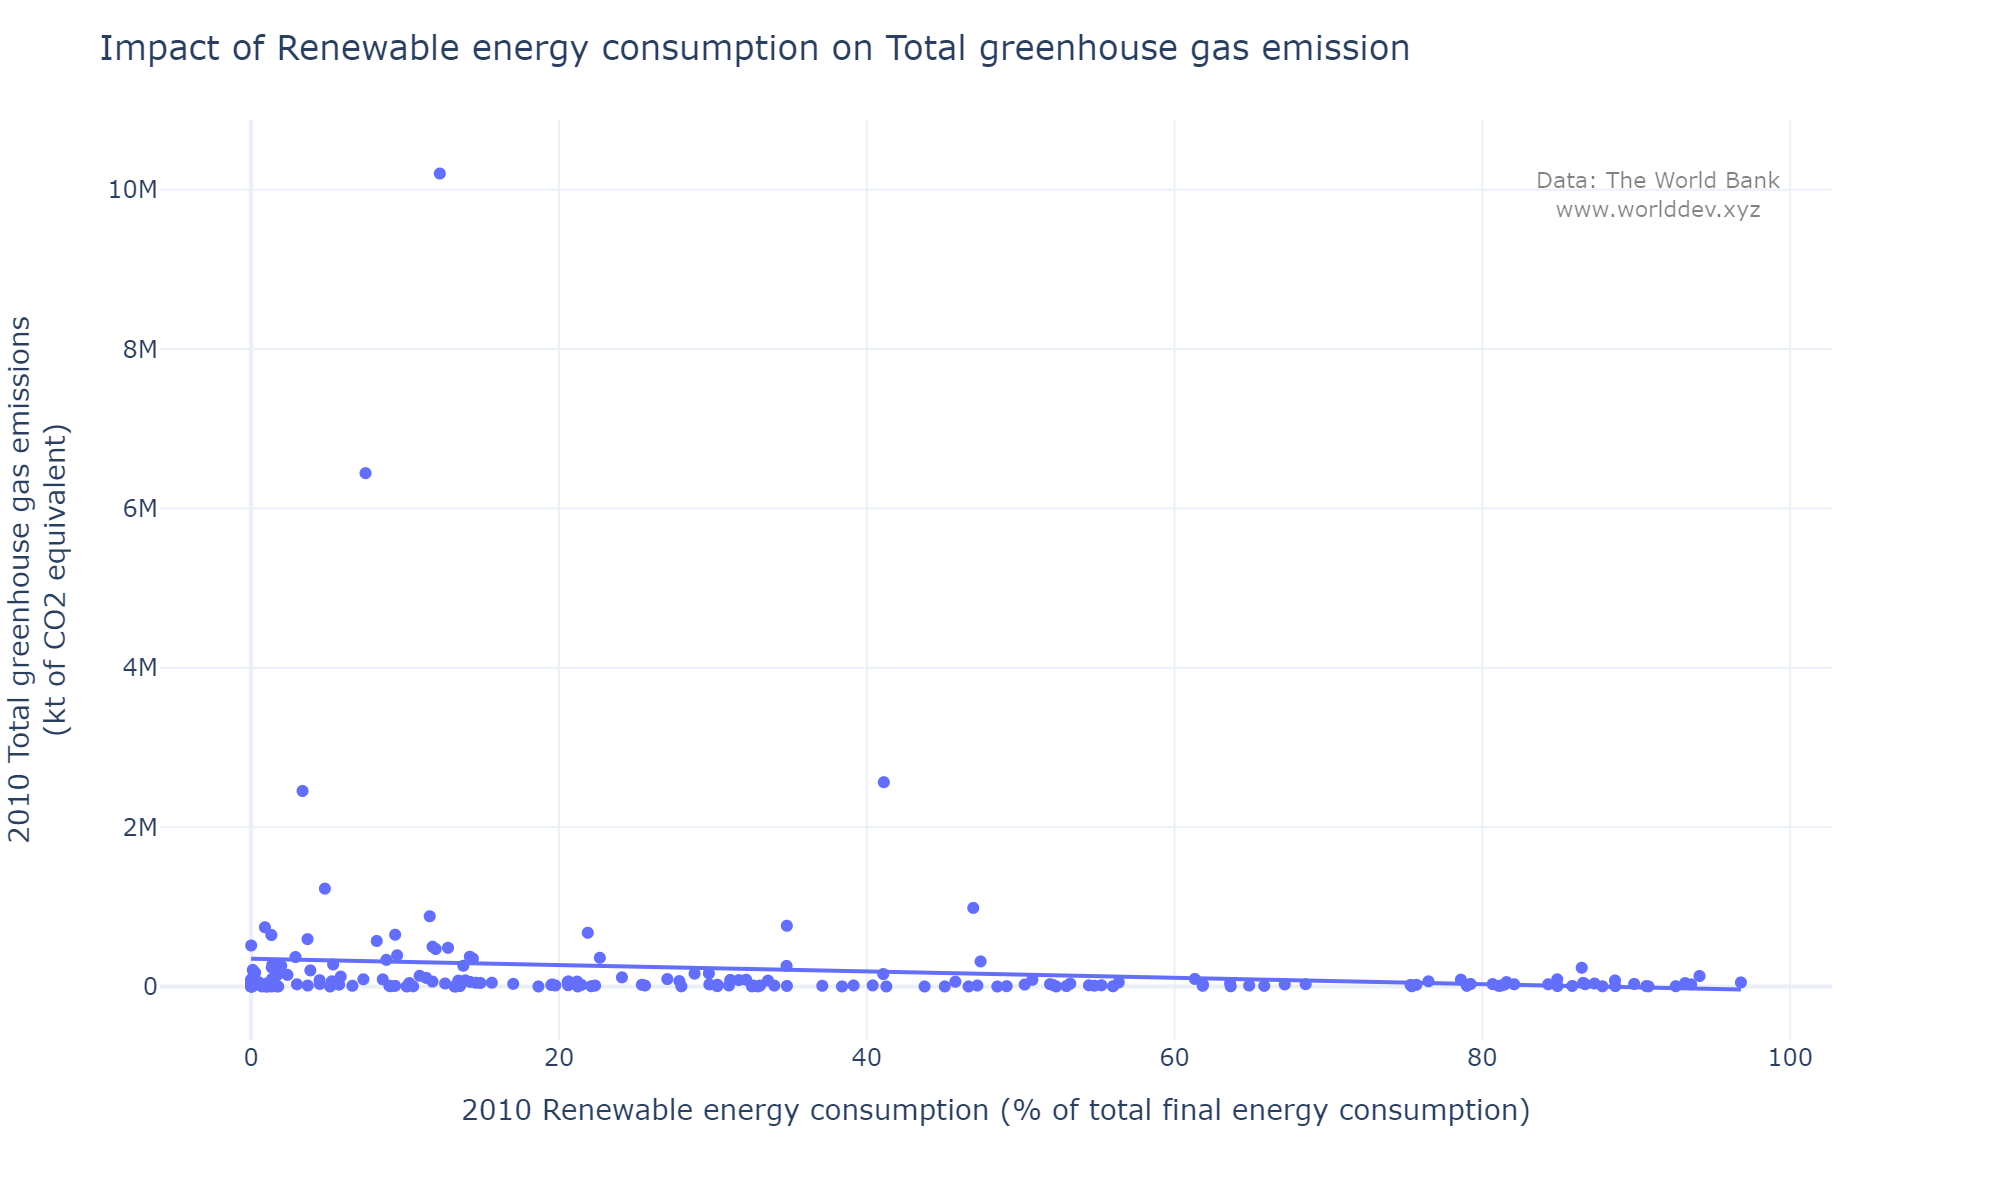 Impact of Renewable energy consumption on Total greenhouse gas emission
Data: The World Bank
www.worlddev.xyz
2010 Total greenhouse gas emissions
(kt of CO2 equivalent)
10M
8M
6M
4M
2M
0
0
20
40
60
80
100
2010 Renewable energy consumption (% of total final energy consumption)